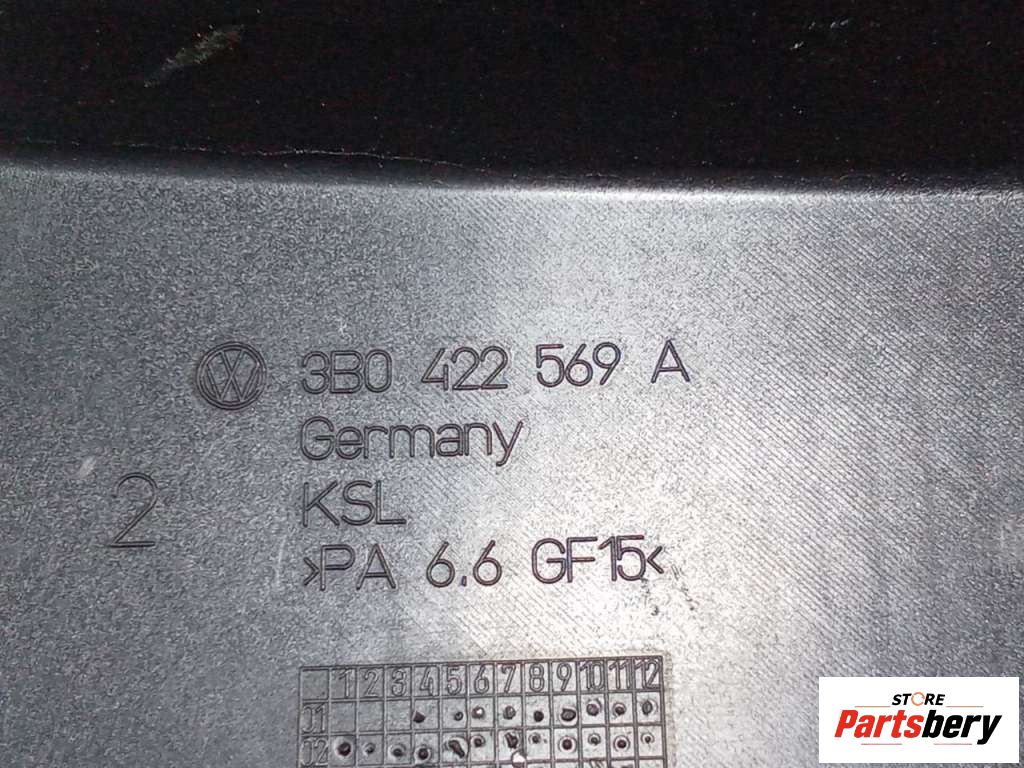 VW 3B0 422 569 A
Germany
2
KSL
>PA 6.6 GF15<
1 2 3 4 5 6 7 8 9 10 11 12
01
02
STORE
Partsbery